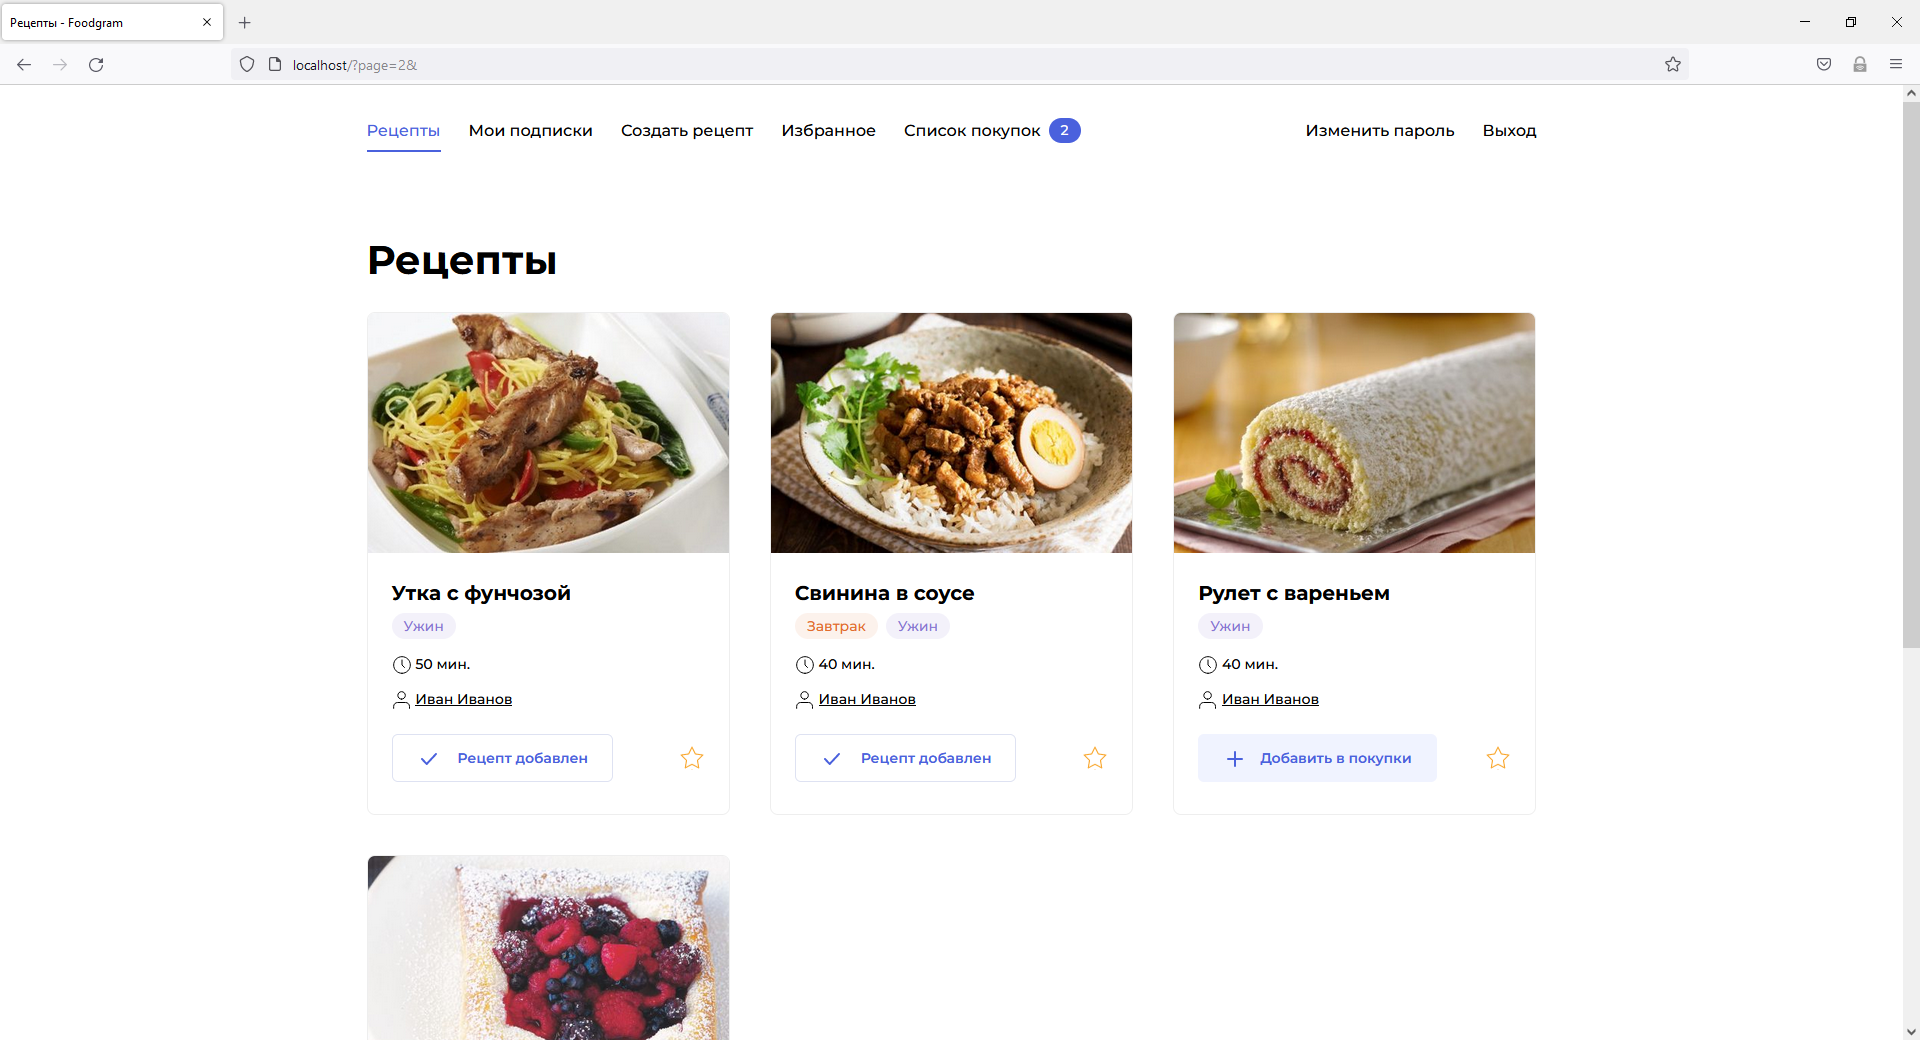 Рецепты - Foodgram
localhost/?page=2&
Рецепты Мои подписки Создать рецепт Избранное Список покупок 2 Изменить пароль Выход
Рецепты
Утка с фунчозой
Ужин
50 мин.
Иван Иванов
Рецепт добавлен
Свинина в соусе
Завтрак Ужин
40 мин.
Иван Иванов
Рецепт добавлен
Рулет с вареньем
Ужин
40 мин.
Иван Иванов
Добавить в покупки